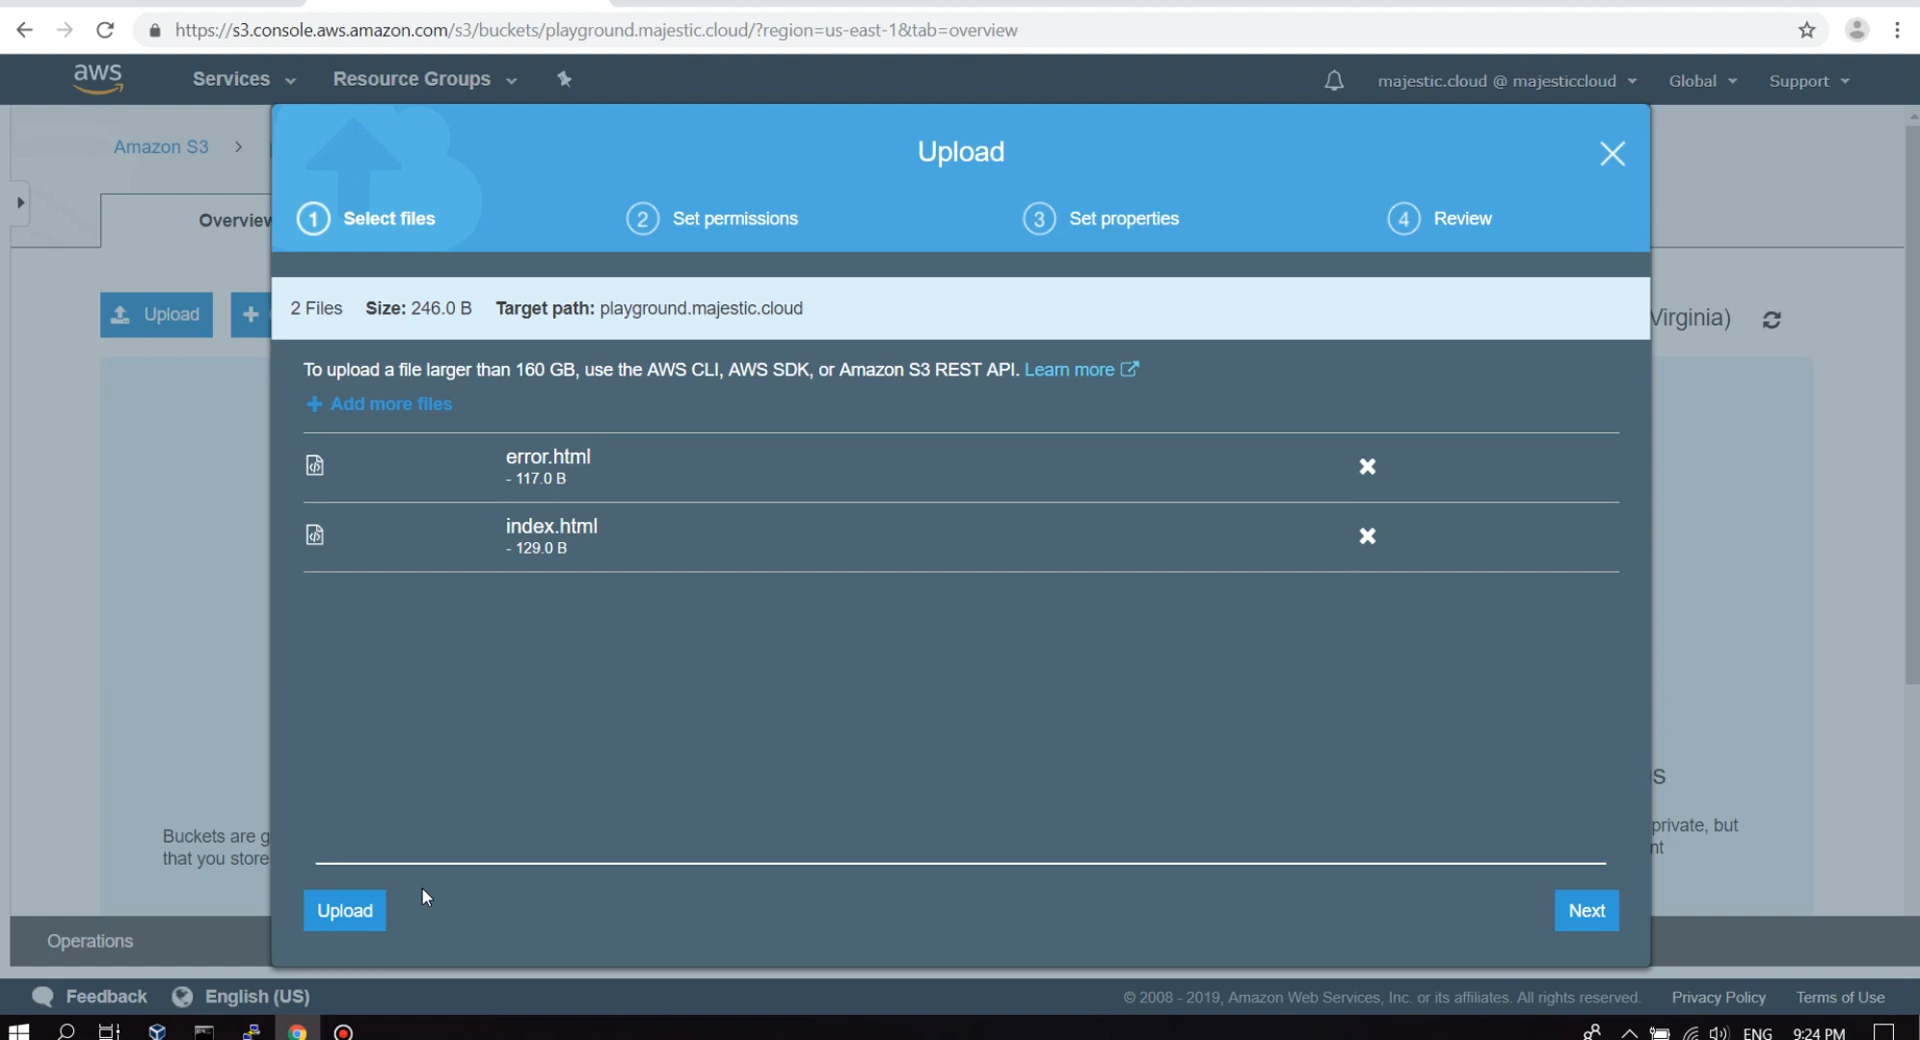 https://s3.console.aws.amazon.com/s3/buckets/playground.majestic.cloud/?region=us-east-1&tab=overview
aws Services Resource Groups majestic.cloud @ majesticcloud Global Support
Upload
Amazon S3 >
1 Select files 2 Set permissions 3 Set properties 4 Review
Overview
2 Files Size: 246.0 B Target path: playground.majestic.cloud
Upload Virginia)
To upload a file larger than 160 GB, use the AWS CLI, AWS SDK, or Amazon S3 REST API. Learn more
Add more files
error.html
- 117.0 B
index.html
- 129.0 B
s
Buckets are g private, but
that you store nt
Upload Next
Operations
Feedback English (US) © 2008 - 2019, Amazon Web Services, Inc. or its affiliates. All rights reserved. Privacy Policy Terms of Use
ENG 9:24 PM